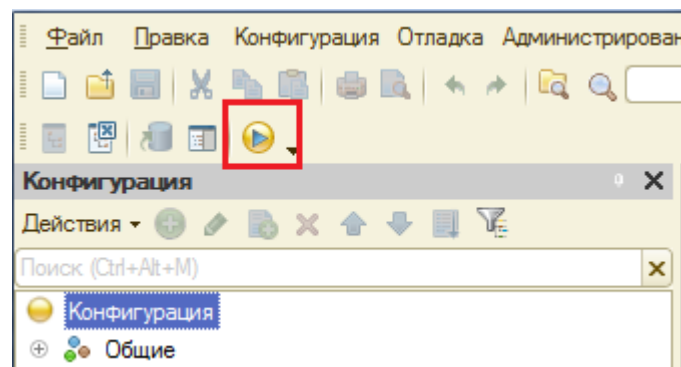 Файл Правка Конфигурация Отладка Администрирован
Конфигурация
Действия
Поиск (Ctrl+Alt+M)
Конфигурация
Общие